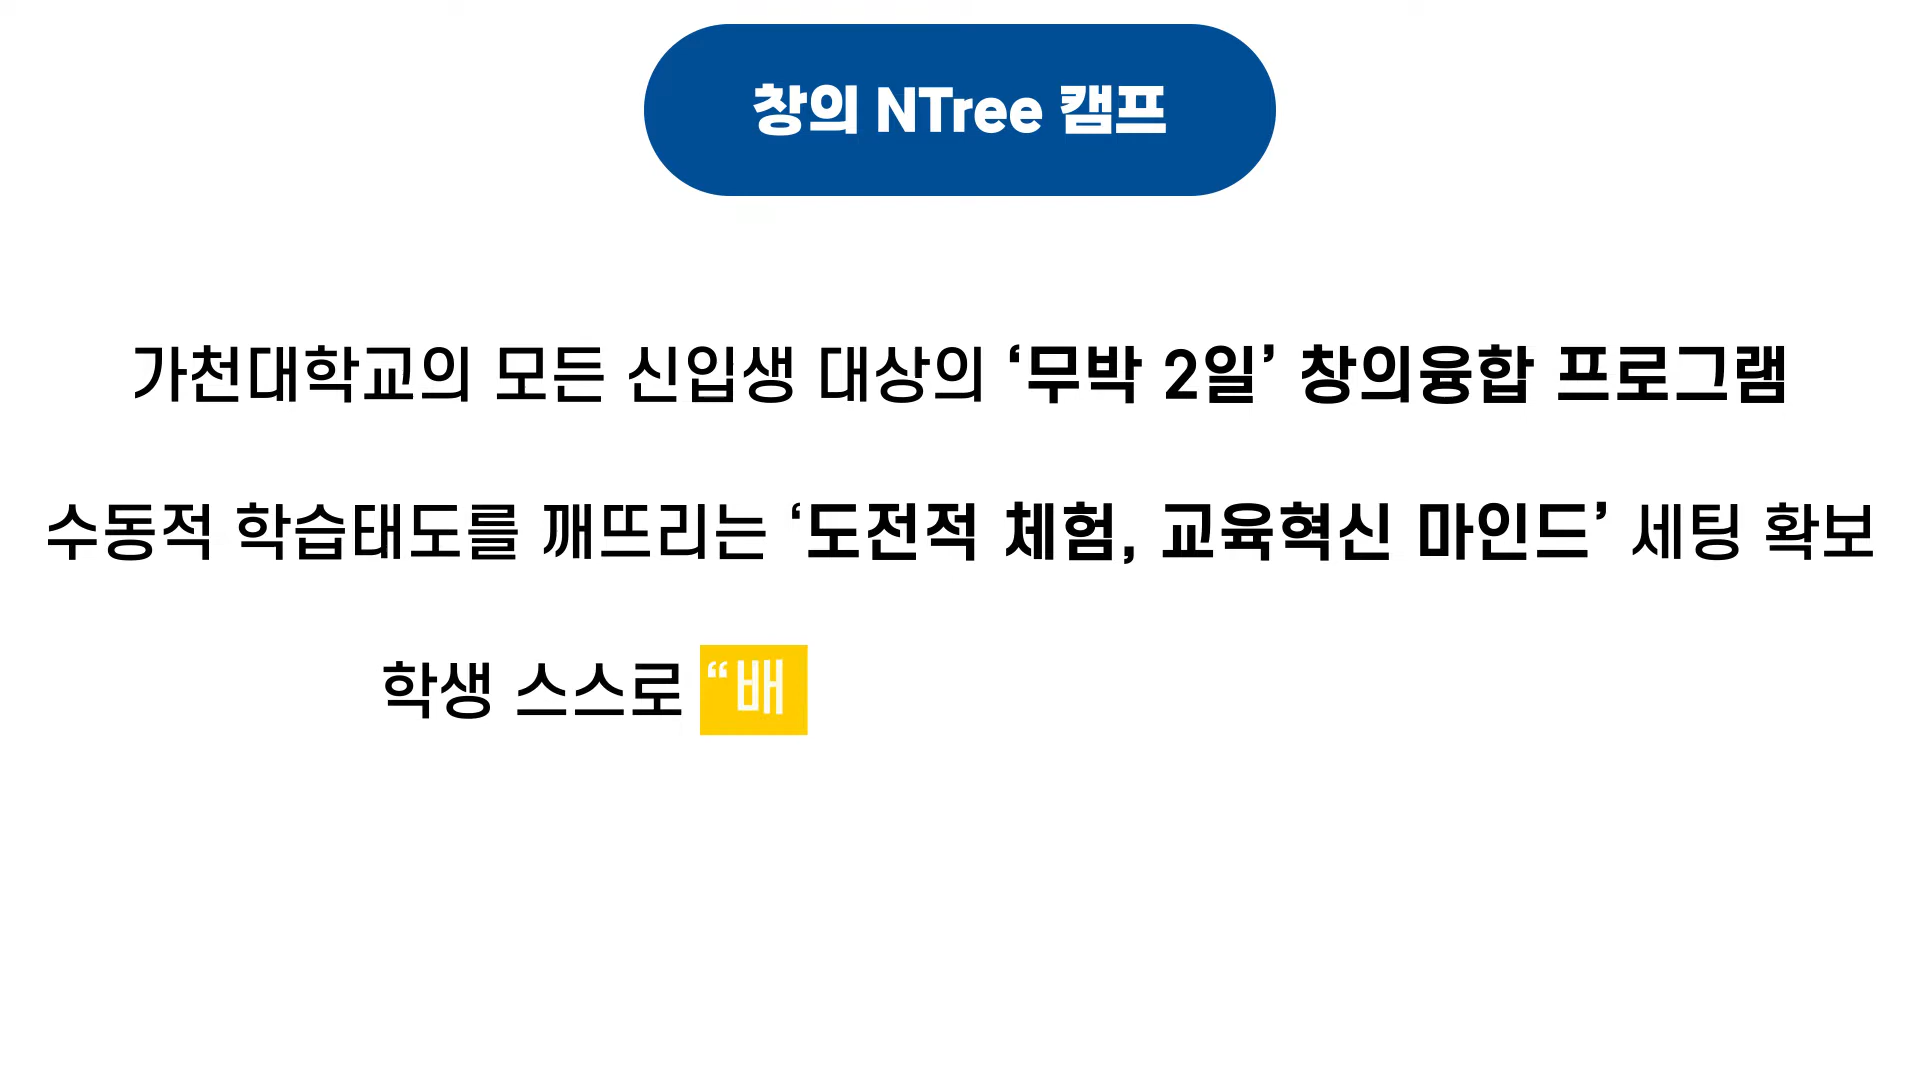 창의 NTree 캠프
가천대학교의 모든 신입생 대상의 ‘무박 2일’ 창의융합 프로그램
수동적 학습태도를 깨뜨리는 ‘도전적 체험, 교육혁신 마인드’ 세팅 확보
학생 스스로 “배